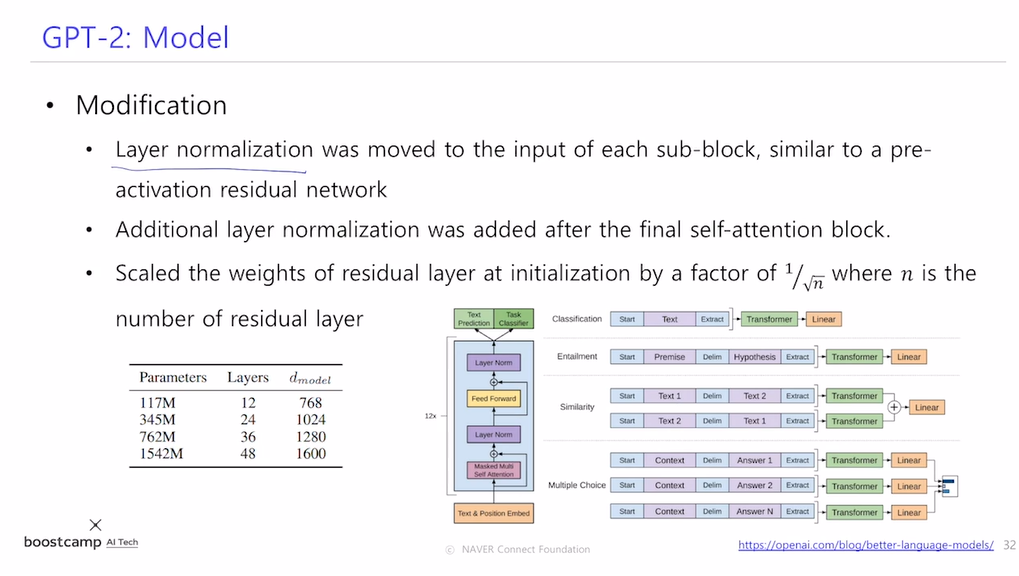 GPT-2: Model
• Modification
• Layer normalization was moved to the input of each sub-block, similar to a pre-
activation residual network
• Additional layer normalization was added after the final self-attention block.
• Scaled the weights of residual layer at initialization by a factor of 1/√n where n is the
number of residual layer
Parameters Layers d_model
117M 12 768
345M 24 1024
762M 36 1280
1542M 48 1600
Text Prediction
Task Classifier
Layer Norm
+
Feed Forward
12x
Layer Norm
+
Masked Multi Self Attention
Text & Position Embed
Classification Start Text Extract Transformer Linear
Entailment Start Premise Delim Hypothesis Extract Transformer Linear
Similarity
Start Text 1 Delim Text 2 Extract Transformer
+ Linear
Start Text 2 Delim Text 1 Extract Transformer
Start Context Delim Answer 1 Extract Transformer Linear
Multiple Choice Start Context Delim Answer 2 Extract Transformer Linear
Start Context Delim Answer N Extract Transformer Linear
boostcamp AI Tech
ⓒ NAVER Connect Foundation
https://openai.com/blog/better-language-models/ 32